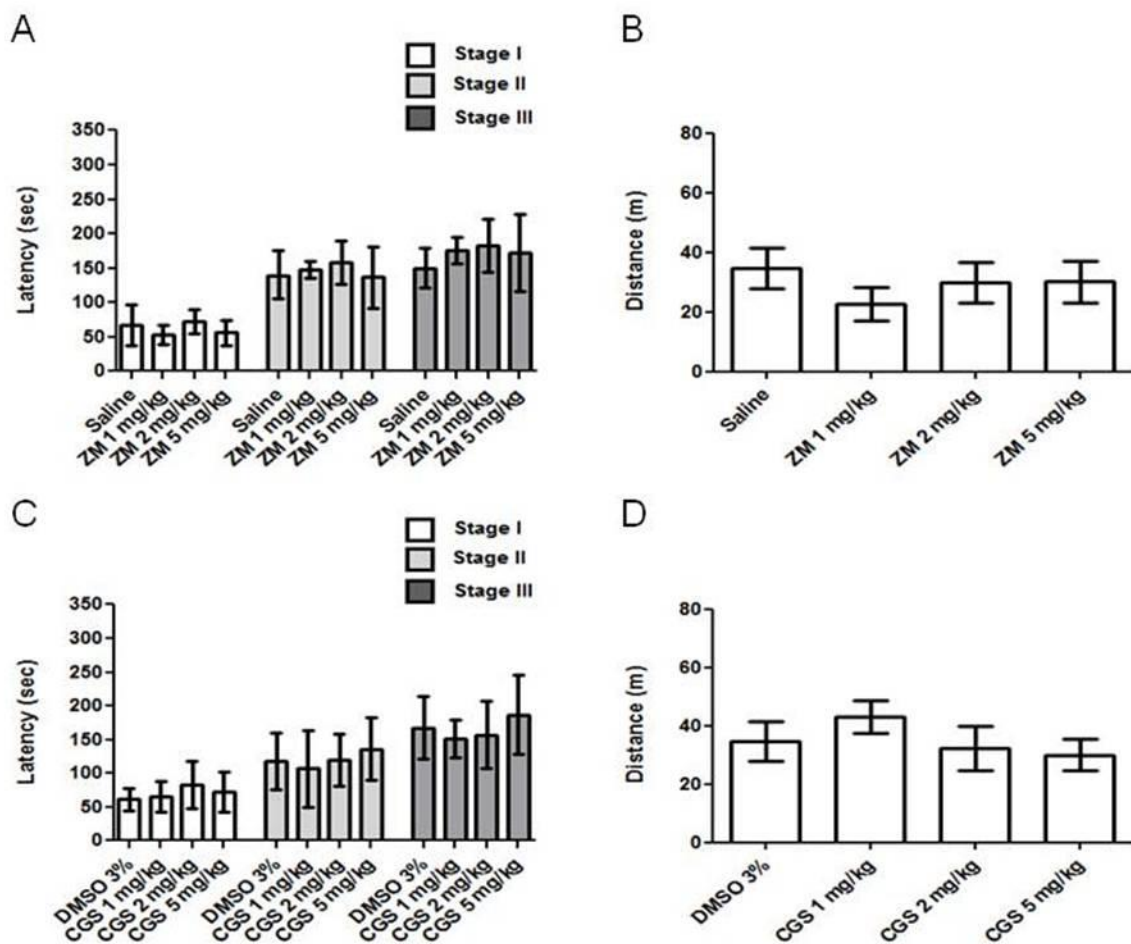 A
Stage I
Stage II
Stage III
Latency (sec)
350
300
250
200
150
100
50
0
Saline
ZM 1 mg/kg
ZM 2 mg/kg
ZM 5 mg/kg
Saline
ZM 1 mg/kg
ZM 2 mg/kg
ZM 5 mg/kg
Saline
ZM 1 mg/kg
ZM 2 mg/kg
ZM 5 mg/kg
B
Distance (m)
80
60
40
20
0
Saline
ZM 1 mg/kg
ZM 2 mg/kg
ZM 5 mg/kg
C
Stage I
Stage II
Stage III
Latency (sec)
350
300
250
200
150
100
50
0
DMSO 3%
CGS 1 mg/kg
CGS 2 mg/kg
CGS 5 mg/kg
DMSO 3%
CGS 1 mg/kg
CGS 2 mg/kg
CGS 5 mg/kg
DMSO 3%
CGS 1 mg/kg
CGS 2 mg/kg
CGS 5 mg/kg
D
Distance (m)
80
60
40
20
0
DMSO 3%
CGS 1 mg/kg
CGS 2 mg/kg
CGS 5 mg/kg